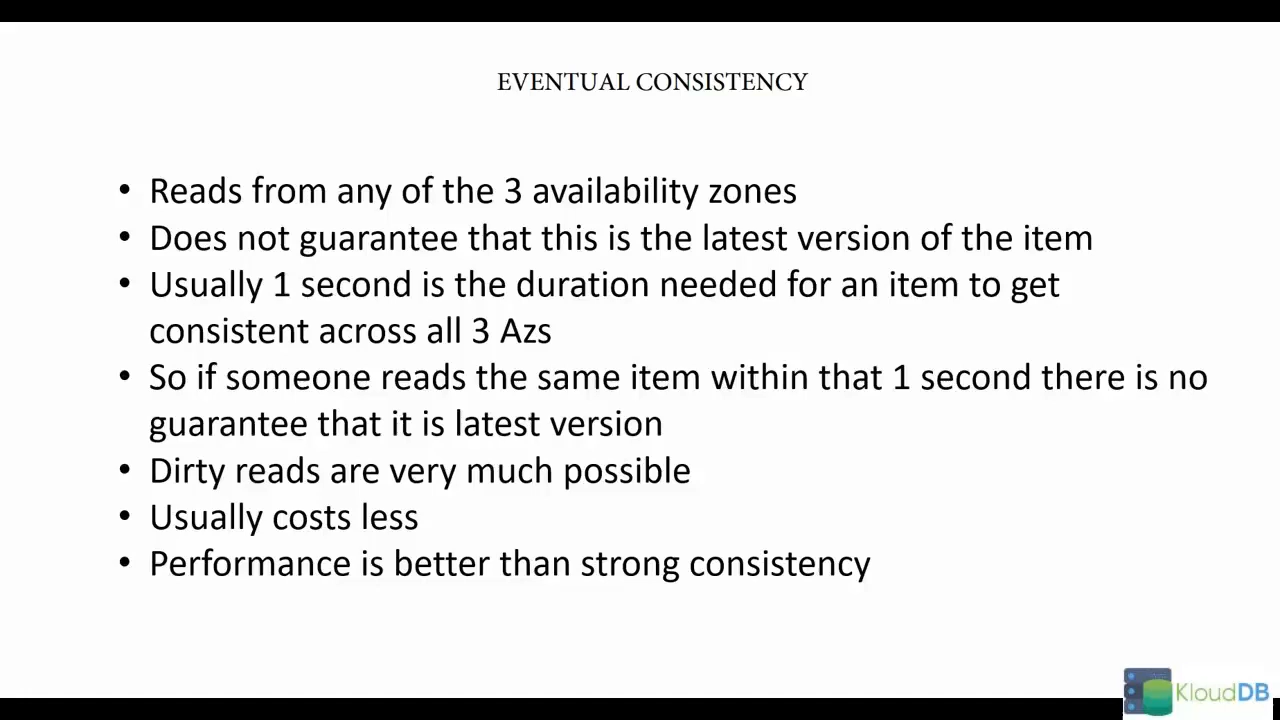 EVENTUAL CONSISTENCY
• Reads from any of the 3 availability zones
• Does not guarantee that this is the latest version of the item
• Usually 1 second is the duration needed for an item to get
consistent across all 3 Azs
• So if someone reads the same item within that 1 second there is no
guarantee that it is latest version
• Dirty reads are very much possible
• Usually costs less
• Performance is better than strong consistency
KloudDB